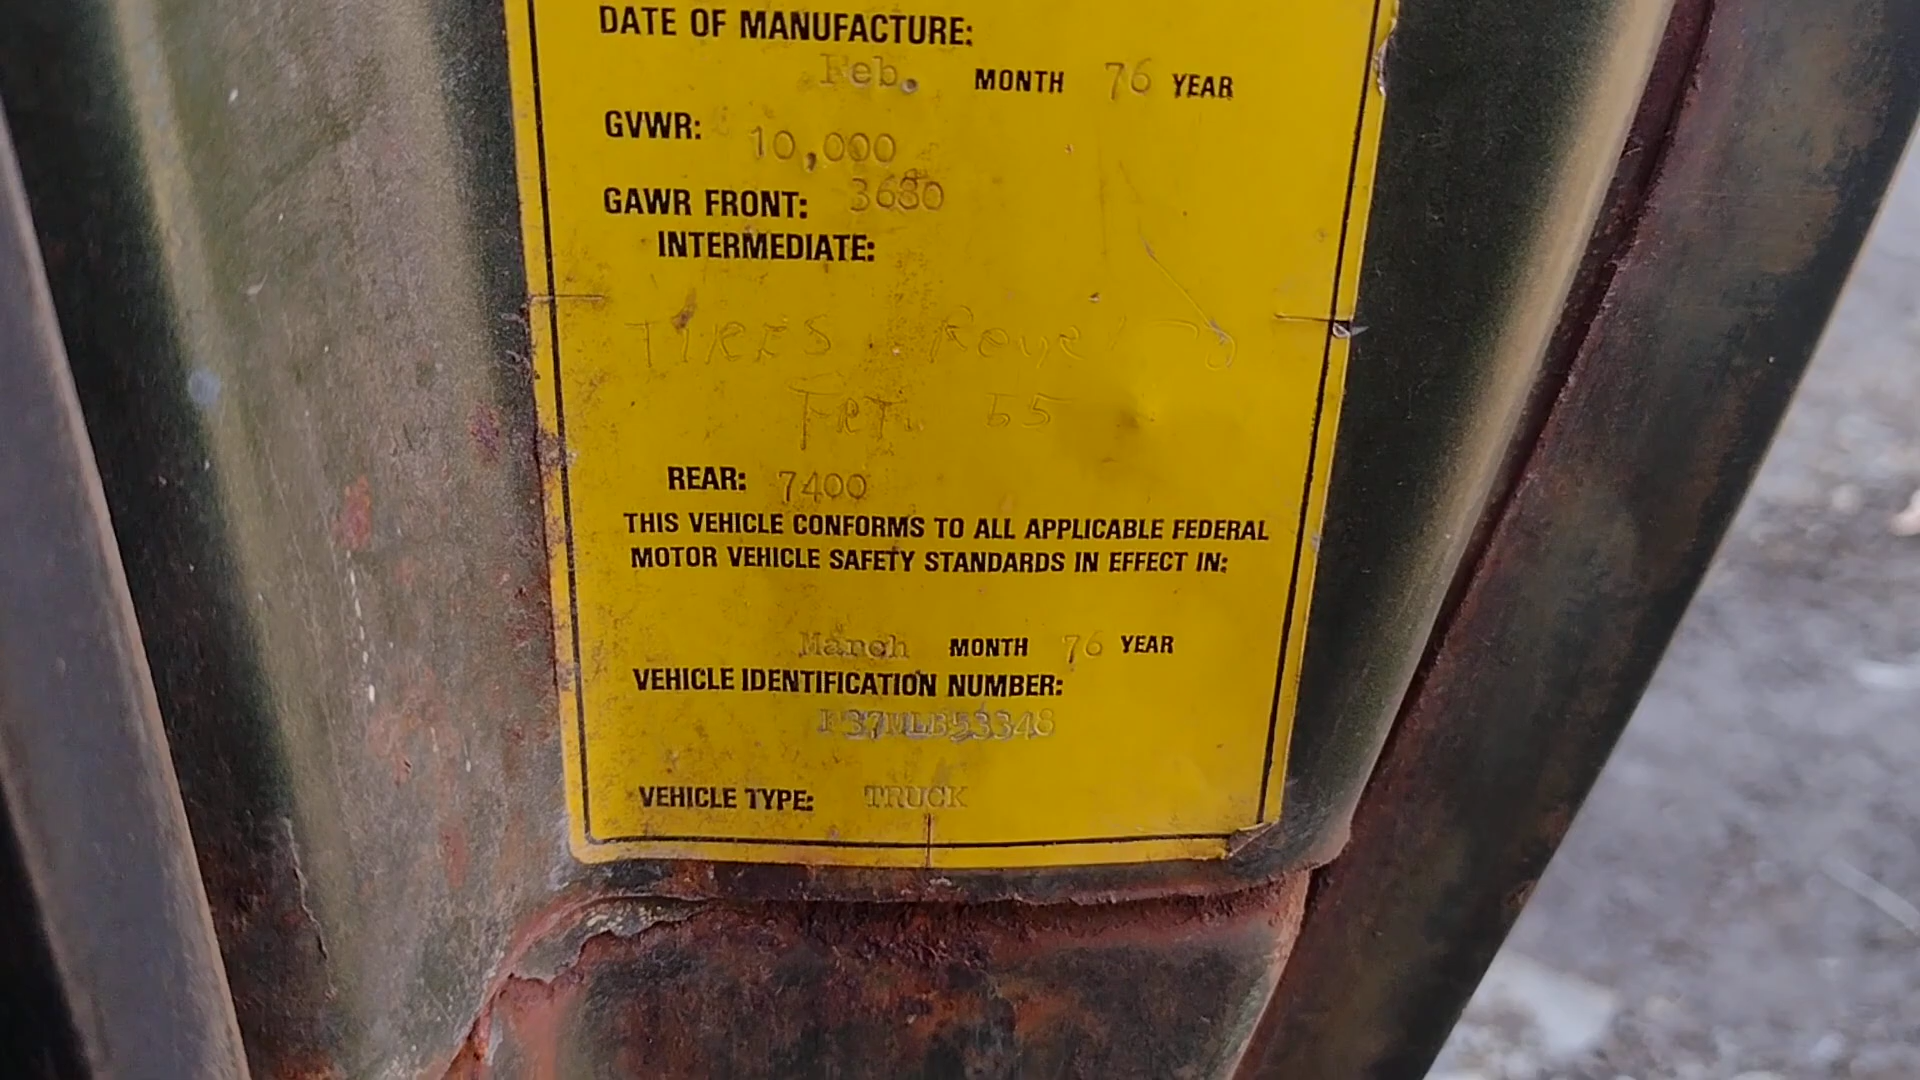 DATE OF MANUFACTURE:
Feb. MONTH 76 YEAR
GVWR: 10,000
GAWR FRONT: 3680
INTERMEDIATE:
TIRES
55
REAR: 7400
THIS VEHICLE CONFORMS TO ALL APPLICABLE FEDERAL
MOTOR VEHICLE SAFETY STANDARDS IN EFFECT IN:
March MONTH 76 YEAR
VEHICLE IDENTIFICATION NUMBER:
VEHICLE TYPE: TRUCK